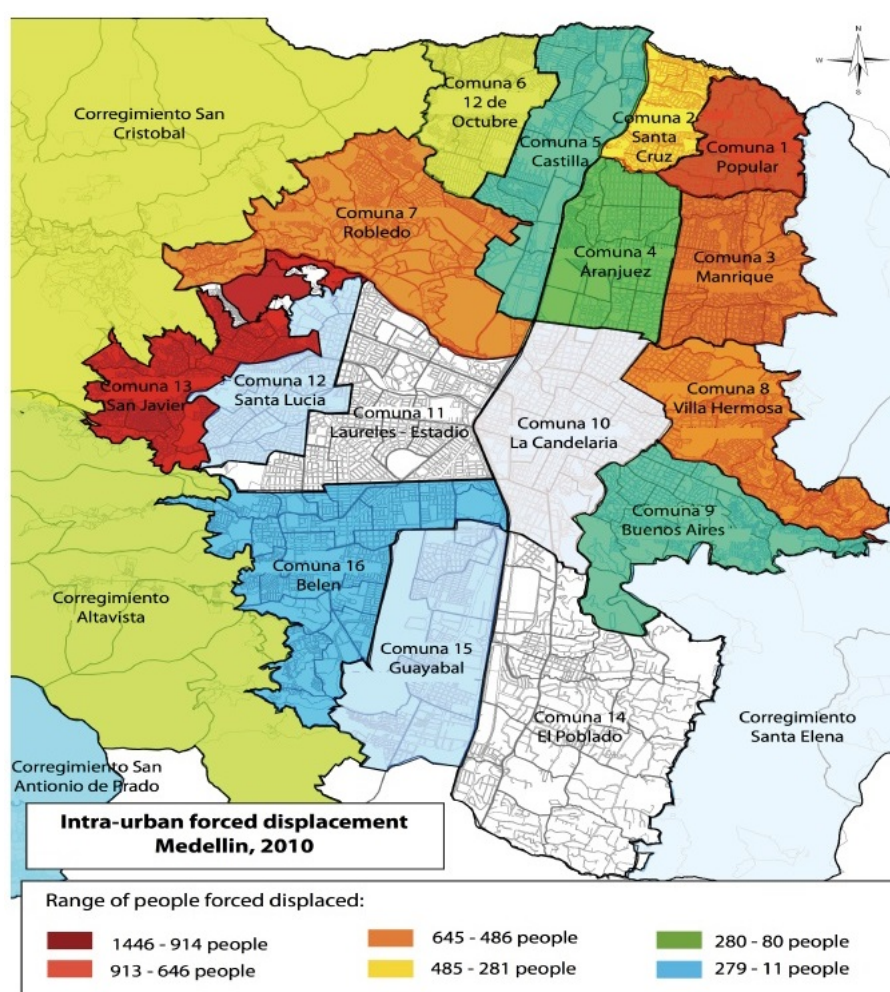 Comuna 6
12 de
Octubre
Corregimiento San
Cristobal
Comuna 5
Castilla
Comuna 2
Santa
Cruz
Comuna 1
Popular
Comuna 7
Robledo
Comuna 4
Aranjuez
Comuna 3
Manrique
Comuna 13
San Javier
Comuna 12
Santa Lucia
Comuna 11
Laureles - Estadio
Comuna 10
La Candelaria
Comuna 8
Villa Hermosa
Comuna 9
Buenos Aires
Comuna 16
Belen
Corregimiento
Altavista
Comuna 15
Guayabal
Comuna 14
El Poblado
Corregimiento
Santa Elena
Corregimiento San
Antonio de Prado
Intra-urban forced displacement
Medellin, 2010
Range of people forced displaced:
1446 - 914 people
913 - 646 people
645 - 486 people
485 - 281 people
280 - 80 people
279 - 11 people
N
W
E
S